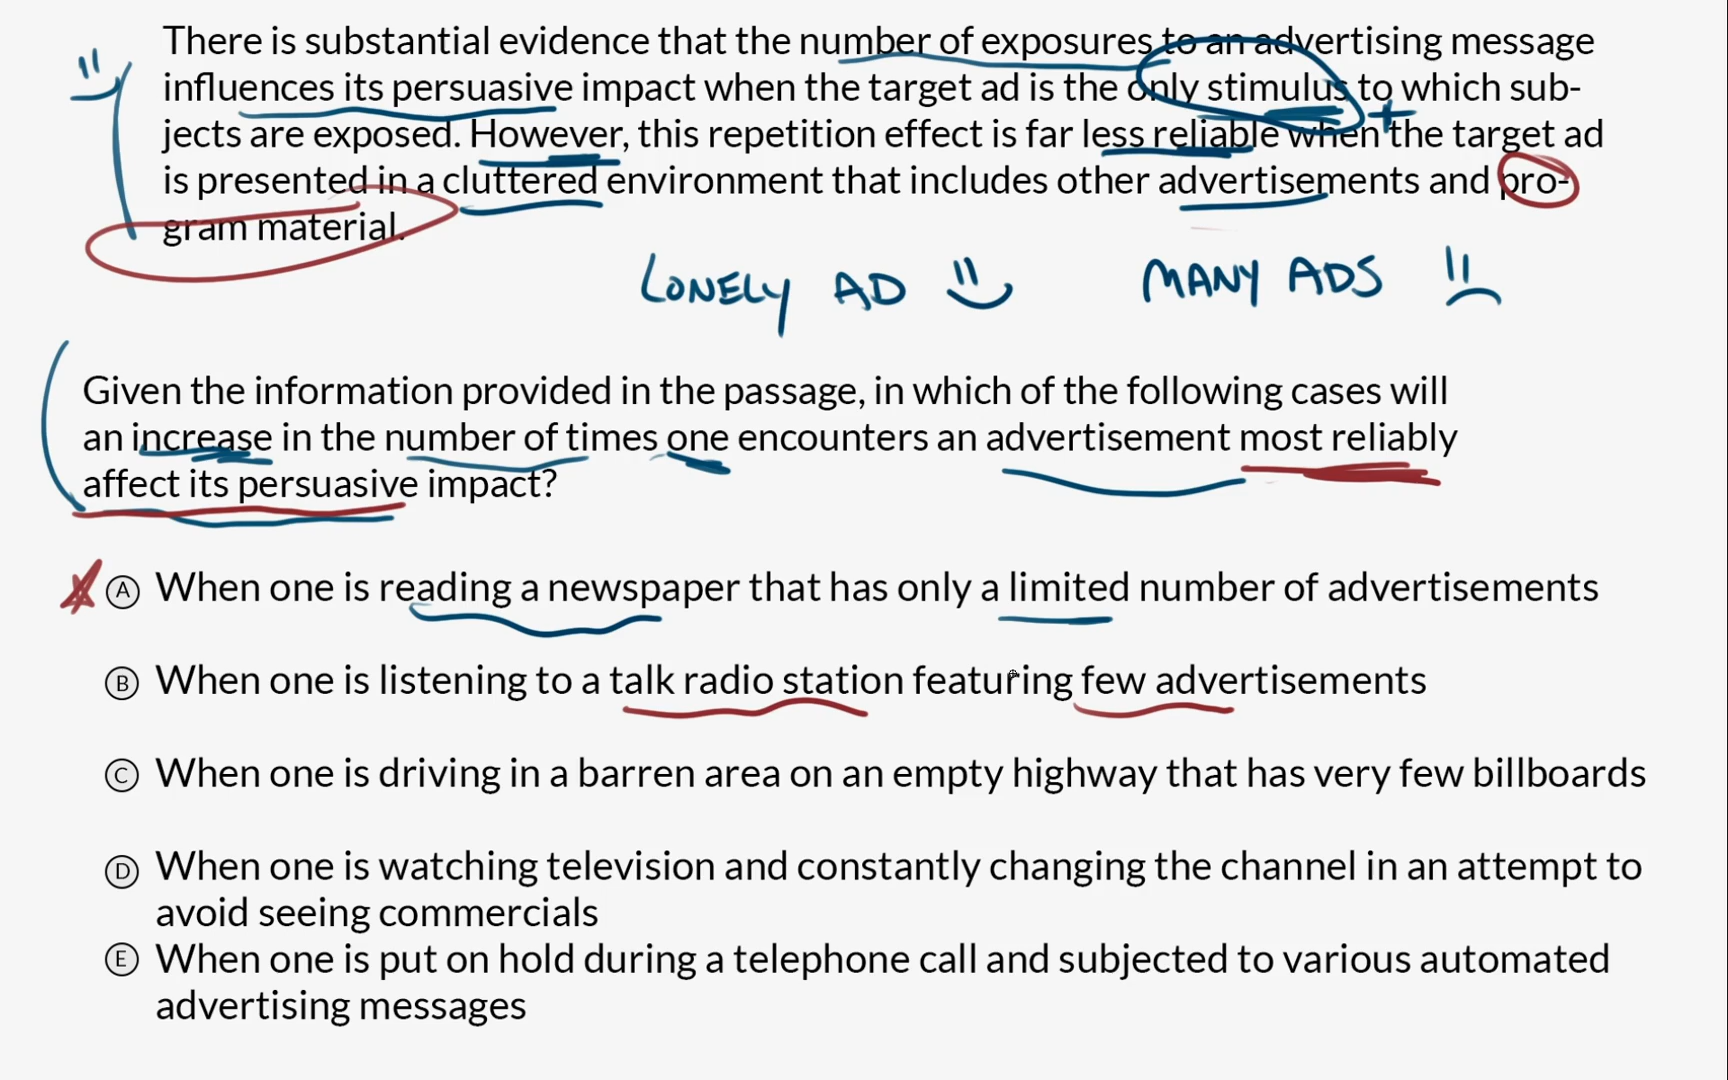 There is substantial evidence that the number of exposures to an advertising message
influences its persuasive impact when the target ad is the only stimulus to which sub-
jects are exposed. However, this repetition effect is far less reliable when the target ad
is presented in a cluttered environment that includes other advertisements and pro-
gram material.
LONELY AD MANY ADS
Given the information provided in the passage, in which of the following cases will
an increase in the number of times one encounters an advertisement most reliably
affect its persuasive impact?
A When one is reading a newspaper that has only a limited number of advertisements
B When one is listening to a talk radio station featuring few advertisements
C When one is driving in a barren area on an empty highway that has very few billboards
D When one is watching television and constantly changing the channel in an attempt to
avoid seeing commercials
E When one is put on hold during a telephone call and subjected to various automated
advertising messages